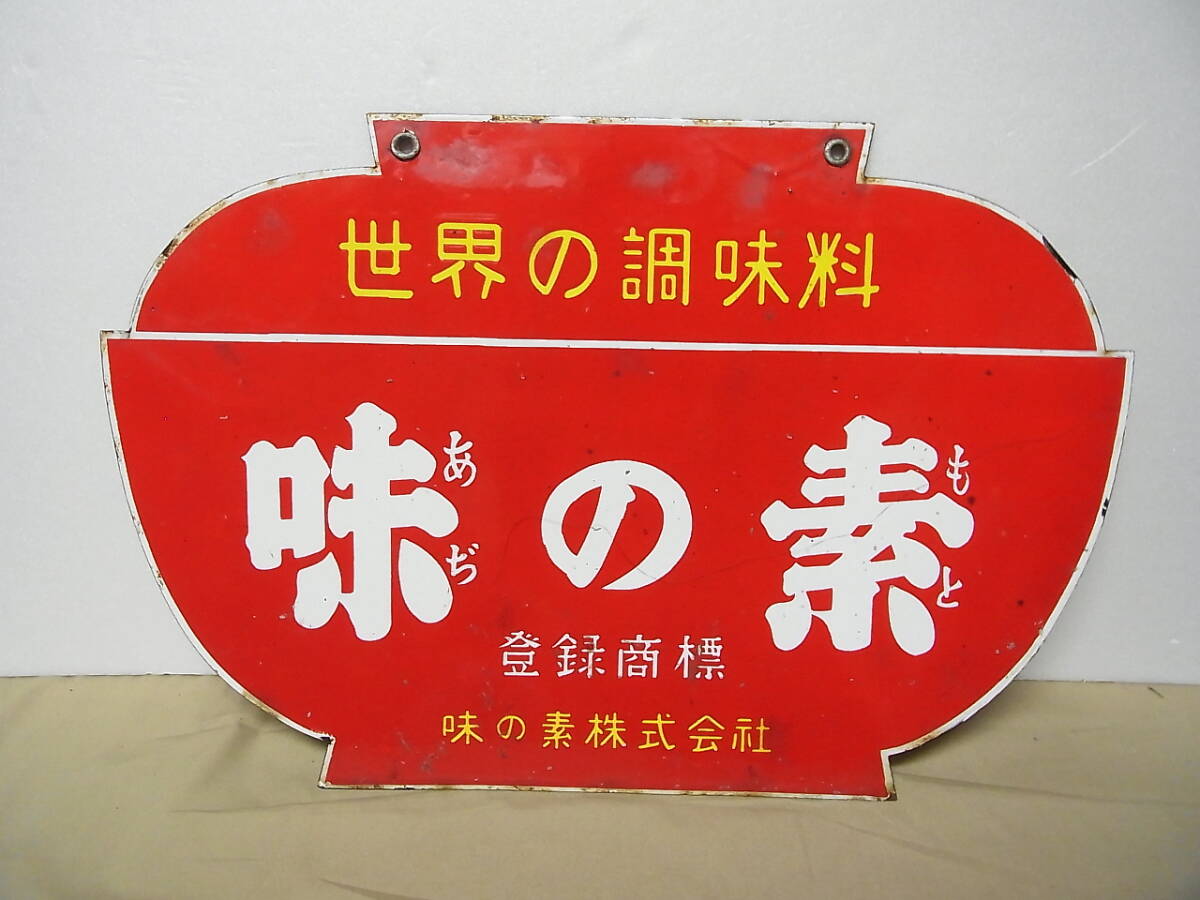 世界の調味料
味の素
あぢ
もと
登録商標
味の素株式会社